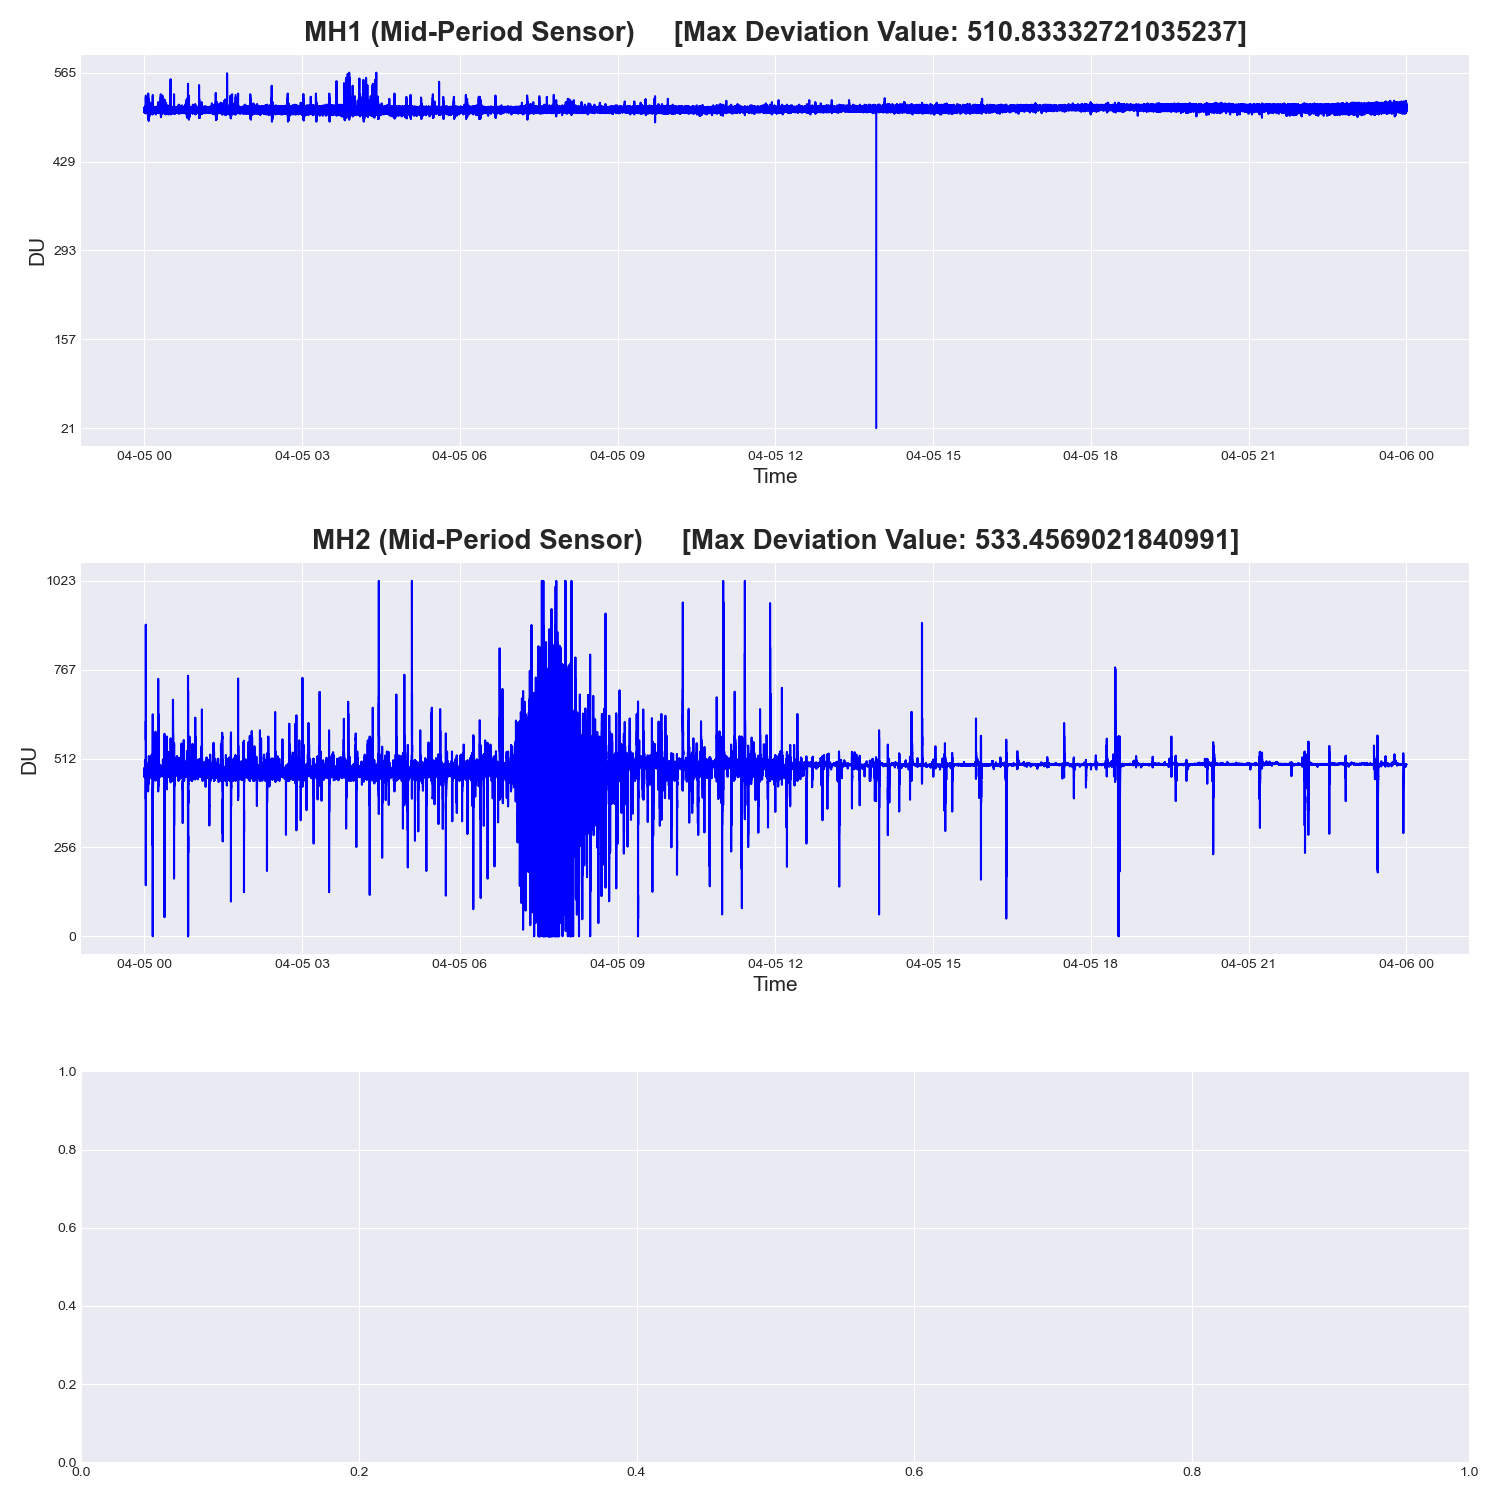 MH1 (Mid-Period Sensor) [Max Deviation Value: 510.83332721035237]
565
429
293
157
21
DU
04-05 00 04-05 03 04-05 06 04-05 09 04-05 12 04-05 15 04-05 18 04-05 21 04-06 00
Time
MH2 (Mid-Period Sensor) [Max Deviation Value: 533.4569021840991]
1023
767
512
256
0
DU
04-05 00 04-05 03 04-05 06 04-05 09 04-05 12 04-05 15 04-05 18 04-05 21 04-06 00
Time
1.0
0.8
0.6
0.4
0.2
0.0
0.0 0.2 0.4 0.6 0.8 1.0